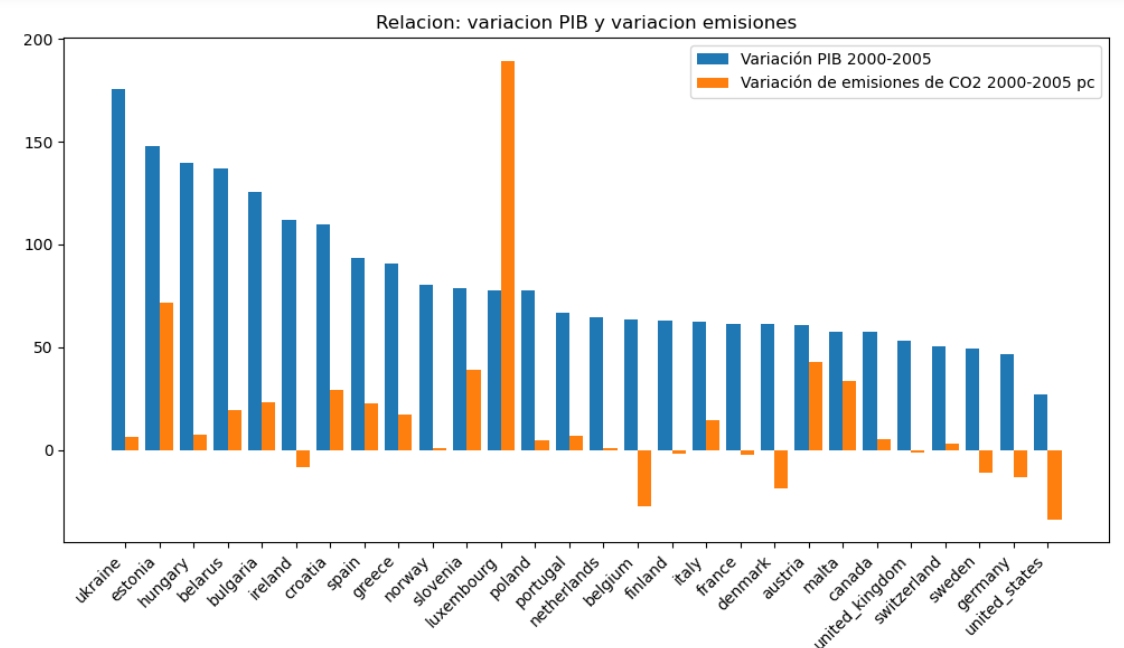 Relacion: variacion PIB y variacion emisiones
Variación PIB 2000-2005
Variación de emisiones de CO2 2000-2005 pc
200
150
100
50
0
ukraine
estonia
hungary
belarus
bulgaria
ireland
croatia
spain
greece
norway
slovenia
luxembourg
poland
portugal
netherlands
belgium
finland
italy
france
denmark
austria
malta
canada
united_kingdom
switzerland
sweden
germany
united_states